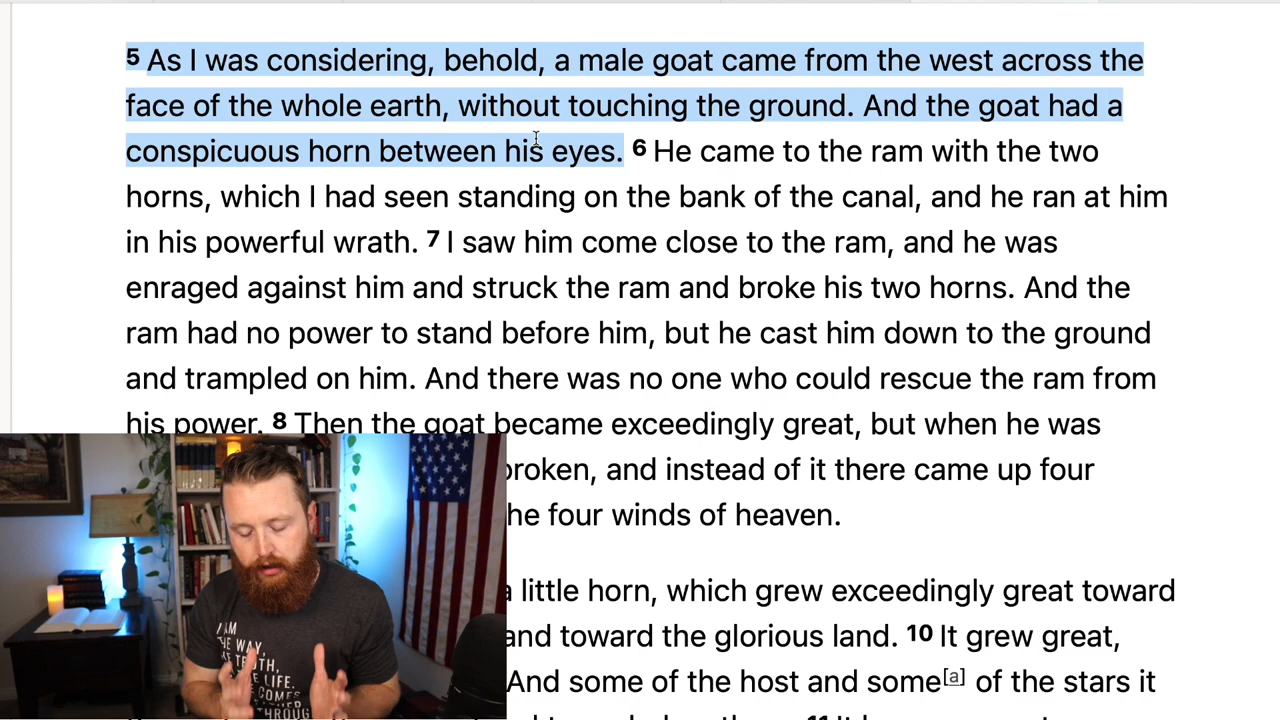 5 As I was considering, behold, a male goat came from the west across the
face of the whole earth, without touching the ground. And the goat had a
conspicuous horn between his eyes. 6 He came to the ram with the two
horns, which I had seen standing on the bank of the canal, and he ran at him
in his powerful wrath. 7 I saw him come close to the ram, and he was
enraged against him and struck the ram and broke his two horns. And the
ram had no power to stand before him, but he cast him down to the ground
and trampled on him. And there was no one who could rescue the ram from
his power. 8 Then the goat became exceedingly great, but when he was
broken, and instead of it there came up four
he four winds of heaven.
a little horn, which grew exceedingly great toward
and toward the glorious land. 10 It grew great,
And some of the host and some[a] of the stars it
I AM
THE WAY,
TRUTH,
LIFE.
COMES
THROUG